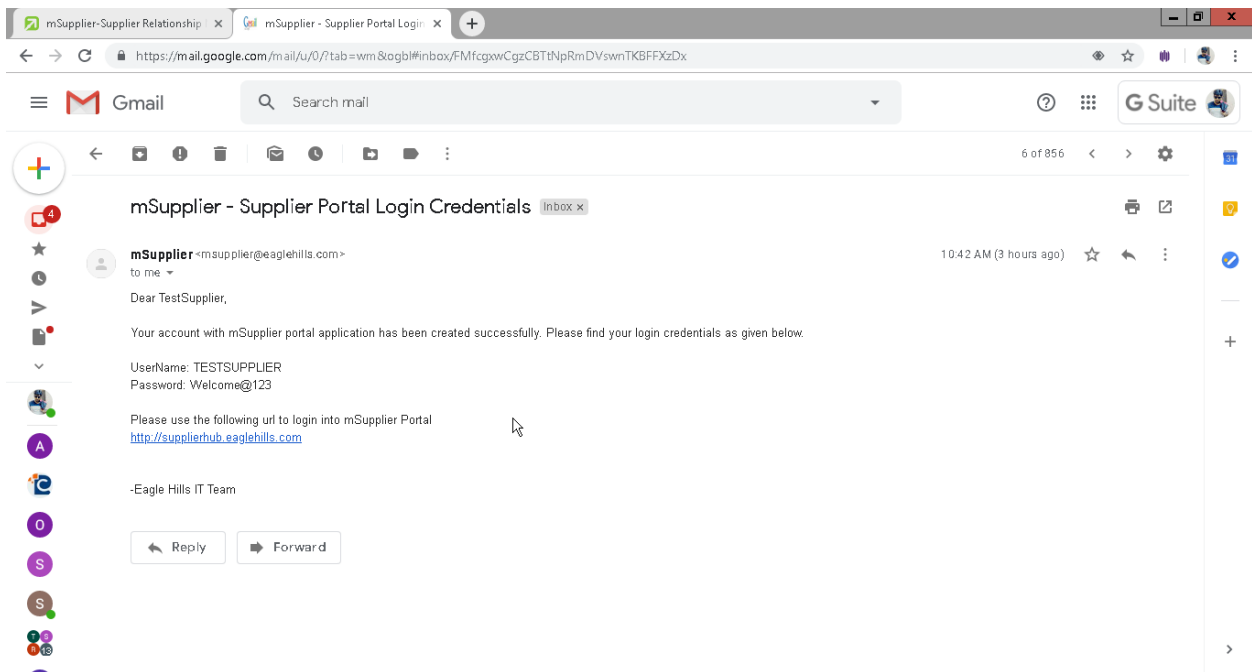 mSupplier-Supplier Relationship
mSupplier - Supplier Portal Login
https://mail.google.com/mail/u/0/?tab=wm&ogbl#inbox/FMfcgxwCgzCBTtNpRmDVswnTKBFFXzDx
Gmail
Search mail
G Suite
6 of 856
31
4
mSupplier - Supplier Portal Login Credentials Inbox x
mSupplier <msupplier@eaglehills.com>
10:42 AM (3 hours ago)
to me
Dear TestSupplier,
Your account with mSupplier portal application has been created successfully. Please find your login credentials as given below.
UserName: TESTSUPPLIER
Password: Welcome@123
Please use the following url to login into mSupplier Portal
http://supplierhub.eaglehills.com
-Eagle Hills IT Team
Reply
Forward
A
O
S
S
T S
R 13